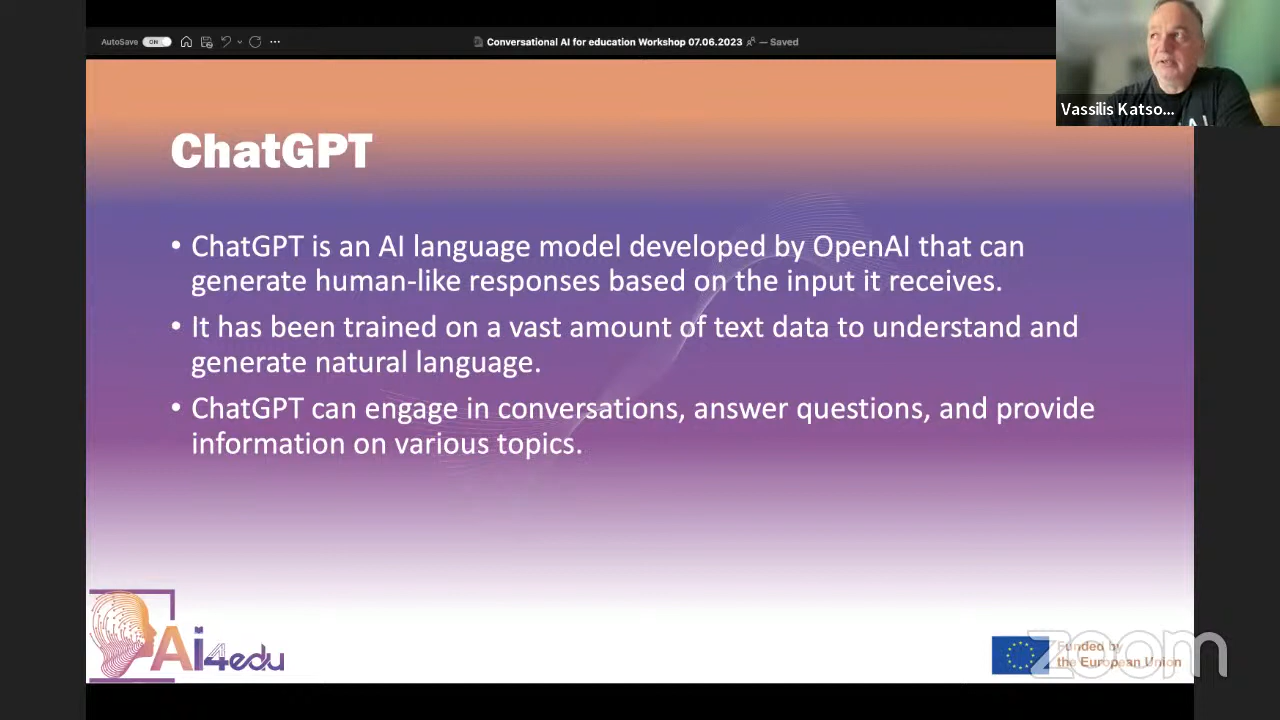 AutoSave ON
Conversational AI for education Workshop 07.06.2023 — Saved
Vassilis Katso...
ChatGPT
• ChatGPT is an AI language model developed by OpenAI that can
generate human-like responses based on the input it receives.
• It has been trained on a vast amount of text data to understand and
generate natural language.
• ChatGPT can engage in conversations, answer questions, and provide
information on various topics.
Ai4edu
Funded by
the European Union
zoom